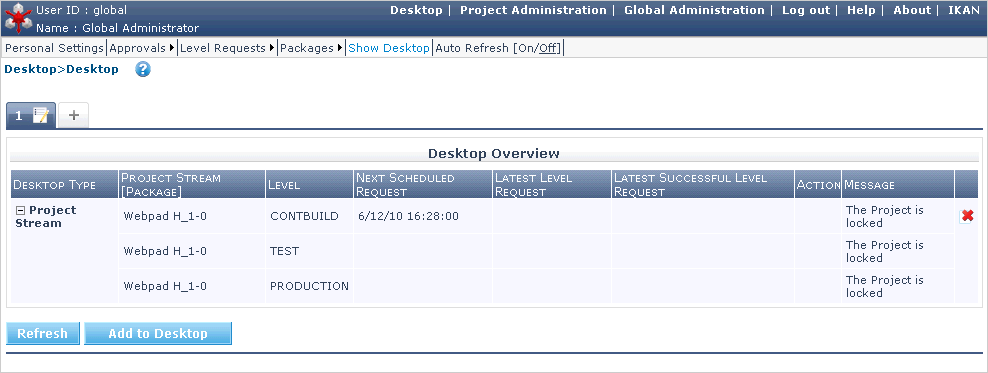 User ID : global
Desktop | Project Administration | Global Administration | Log out | Help | About | IKAN
Name : Global Administrator
Personal Settings Approvals Level Requests Packages Show Desktop Auto Refresh [On/Off]
Desktop>Desktop ?
1 +
Desktop Overview
Desktop Type Project Stream [Package] Level Next Scheduled Request Latest Level Request Latest Successful Level Request Action Message
Project Stream Webpad H_1-0 CONTBUILD 6/12/10 16:28:00 The Project is locked
Webpad H_1-0 TEST The Project is locked
Webpad H_1-0 PRODUCTION The Project is locked
Refresh Add to Desktop